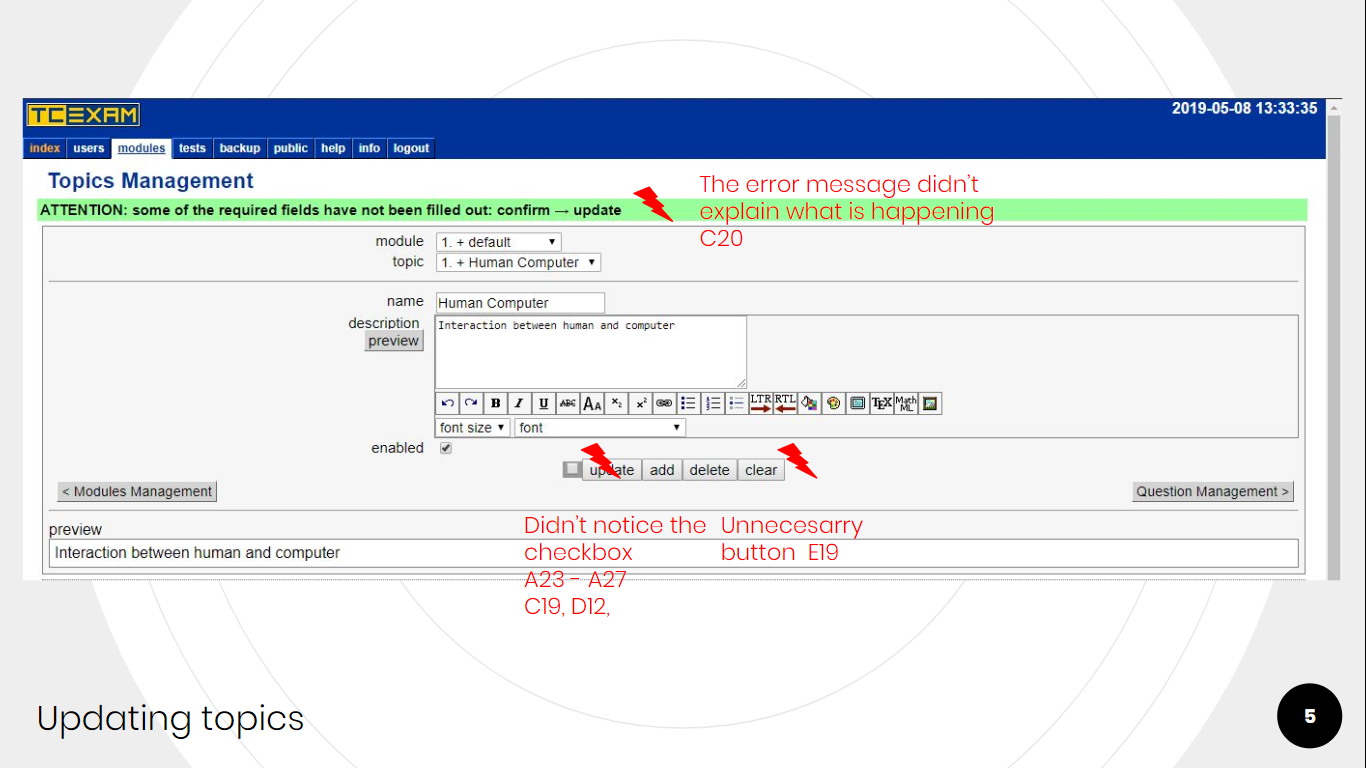 TCEXAM
2019-05-08 13:33:35
index users modules tests backup public help info logout
Topics Management
ATTENTION: some of the required fields have not been filled out: confirm → update
The error message didn't
explain what is happening
C20
module 1. + default
topic 1. + Human Computer
name Human Computer
description Interaction between human and computer
preview
B I U ABC AA x₂ x² LTR RTL TEX Math ML
font size font
enabled
update add delete clear
< Modules Management Question Management >
Didn't notice the
checkbox
A23 - A27
C19, D12,
Unnecesarry
button E19
preview
Interaction between human and computer
Updating topics
5